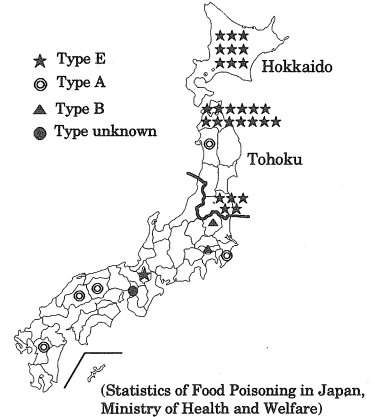 Type E
Type A
Type B
Type unknown
Hokkaido
Tohoku
(Statistics of Food Poisoning in Japan,
Ministry of Health and Welfare)